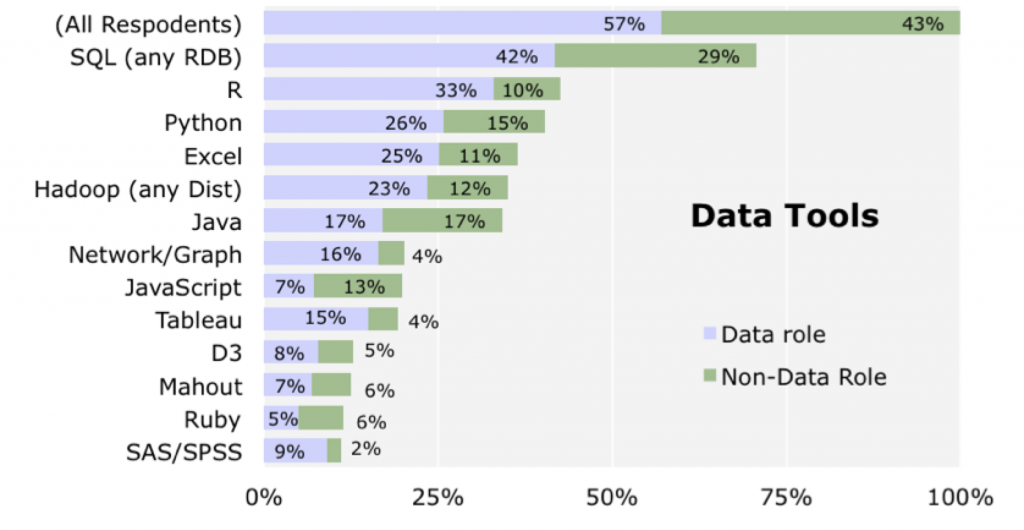 (All Respodents) 57% 43%
SQL (any RDB) 42% 29%
R 33% 10%
Python 26% 15%
Excel 25% 11%
Hadoop (any Dist) 23% 12%
Java 17% 17%
Network/Graph 16% 4%
JavaScript 7% 13%
Tableau 15% 4%
D3 8% 5%
Mahout 7% 6%
Ruby 5% 6%
SAS/SPSS 9% 2%
Data Tools
Data role
Non-Data Role
0% 25% 50% 75% 100%